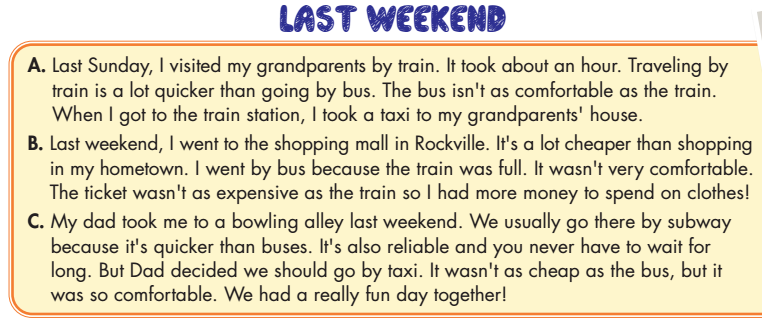 LAST WEEKEND
A. Last Sunday, I visited my grandparents by train. It took about an hour. Traveling by
train is a lot quicker than going by bus. The bus isn't as comfortable as the train.
When I got to the train station, I took a taxi to my grandparents' house.
B. Last weekend, I went to the shopping mall in Rockville. It's a lot cheaper than shopping
in my hometown. I went by bus because the train was full. It wasn't very comfortable.
The ticket wasn't as expensive as the train so I had more money to spend on clothes!
C. My dad took me to a bowling alley last weekend. We usually go there by subway
because it's quicker than buses. It's also reliable and you never have to wait for
long. But Dad decided we should go by taxi. It wasn't as cheap as the bus, but it
was so comfortable. We had a really fun day together!